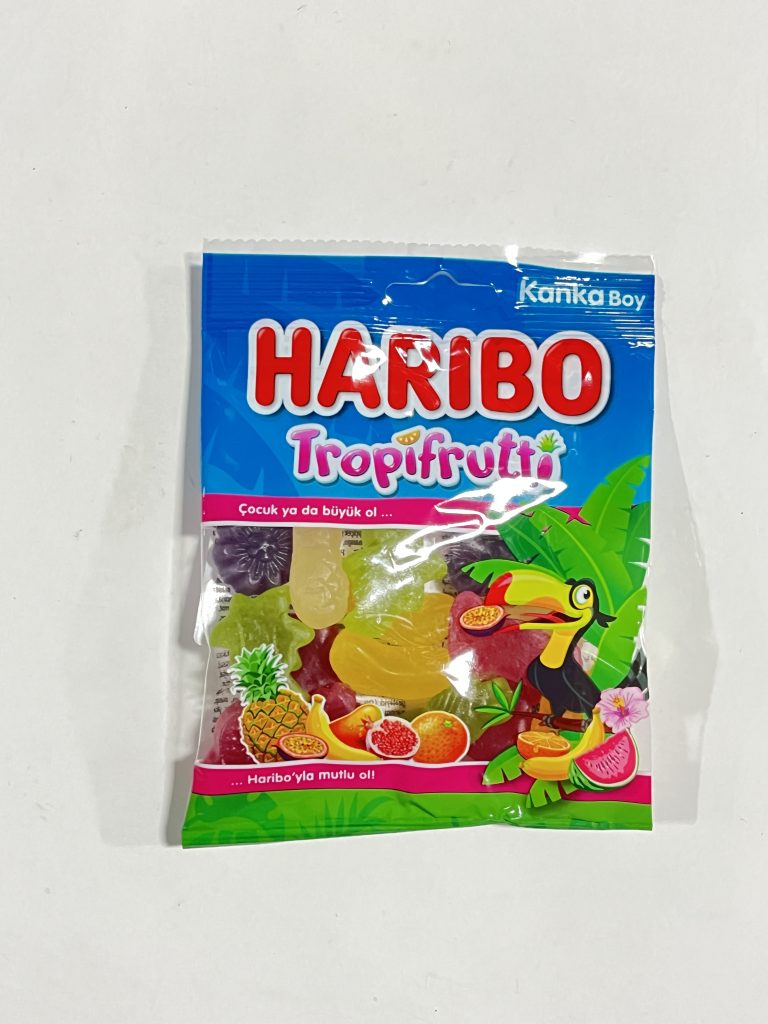 Kanka Boy
HARIBO
Tropifrutti
Çocuk ya da büyük ol ...
... Haribo'yla mutlu ol!